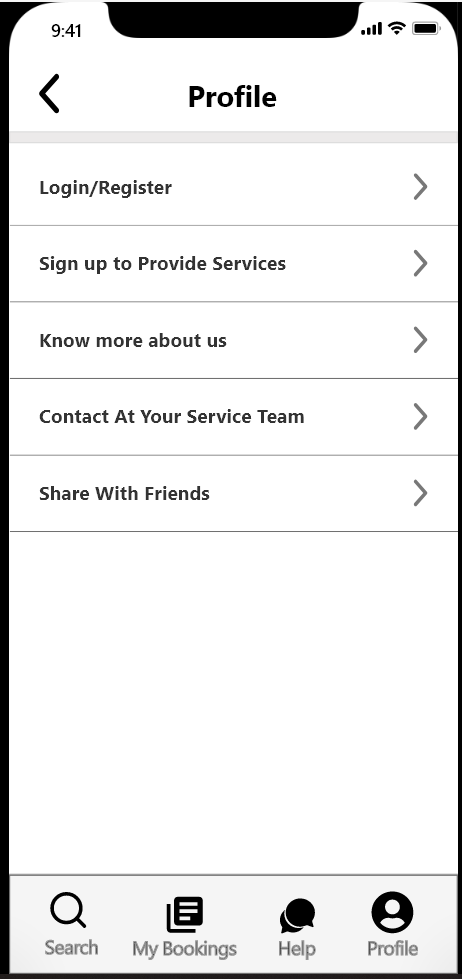 9:41
Profile
Login/Register
Sign up to Provide Services
Know more about us
Contact At Your Service Team
Share With Friends
Search
My Bookings
Help
Profile